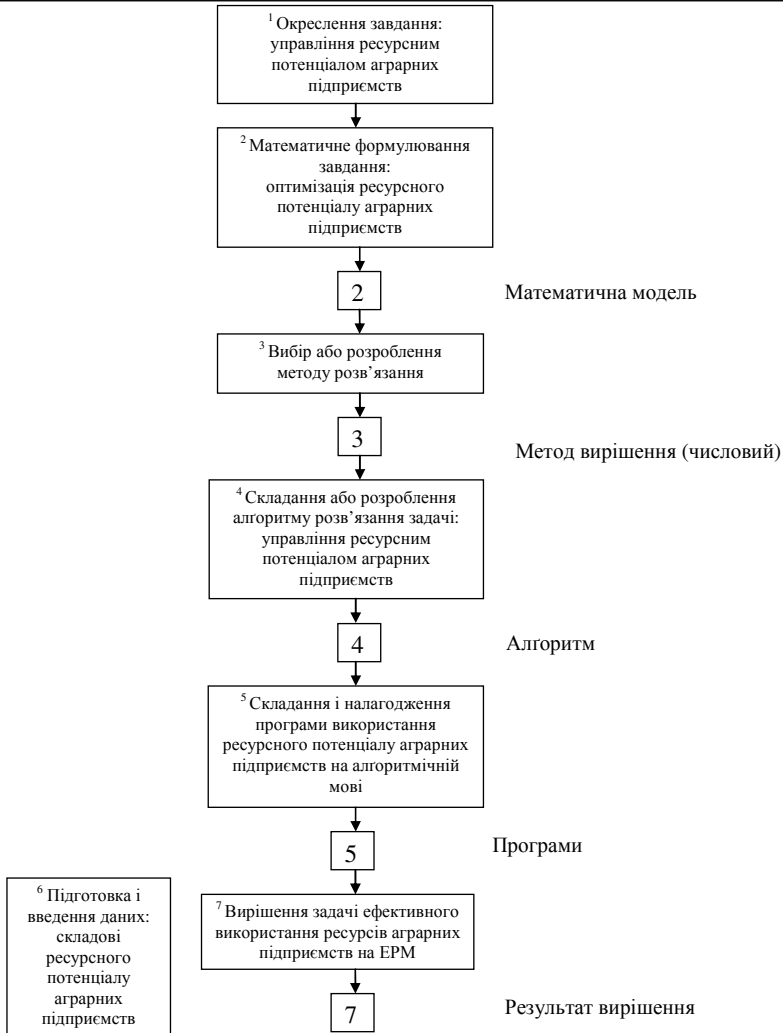 1 Окреслення завдання:
управління ресурсним
потенціалом аграрних
підприємств
2 Математичне формулювання
завдання:
оптимізація ресурсного
потенціалу аграрних
підприємств
2
Математична модель
3 Вибір або розроблення
методу розв’язання
3
Метод вирішення (числовий)
4 Складання або розроблення
алгоритму розв’язання задачі:
управління ресурсним
потенціалом аграрних
підприємств
4
Алґоритм
5 Складання і налагодження
програми використання
ресурсного потенціалу аграрних
підприємств на алґоритмічній
мові
5
Програми
6 Підготовка і
введення даних:
складові
ресурсного
потенціалу
аграрних
підприємств
7 Вирішення задачі ефективного
використання ресурсів аграрних
підприємств на ЕРМ
7
Результат вирішення